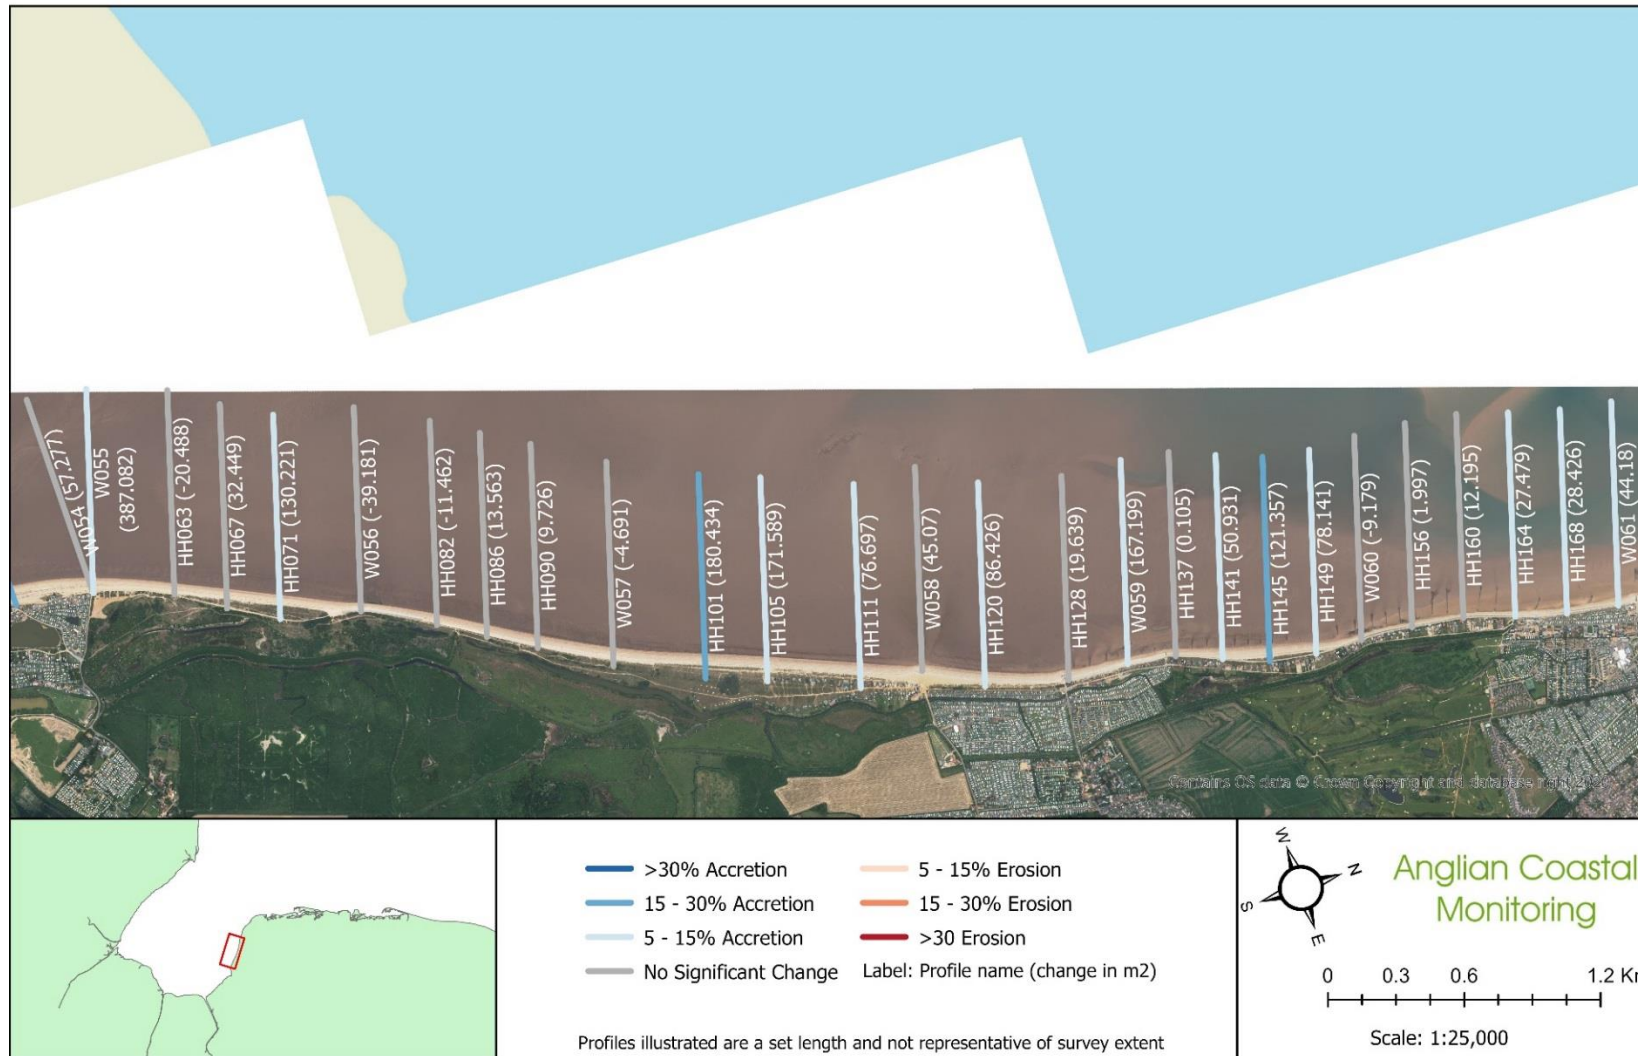 W054 (57.277)
W055
(387.082)
HH063 (-20.488)
HH067 (32.449)
HH071 (130.221)
W056 (-39.181)
HH082 (-11.462)
HH086 (13.563)
HH090 (9.726)
W057 (-4.691)
HH101 (180.434)
HH105 (171.589)
HH111 (76.697)
W058 (45.07)
HH120 (86.426)
HH128 (19.639)
W059 (167.199)
HH137 (0.105)
HH141 (50.931)
HH145 (121.357)
HH149 (78.141)
W060 (-9.179)
HH156 (1.997)
HH160 (12.195)
HH164 (27.479)
HH168 (28.426)
W061 (44.18)
Contains OS data © Crown Copyright and database right
>30% Accretion
15 - 30% Accretion
5 - 15% Accretion
No Significant Change
5 - 15% Erosion
15 - 30% Erosion
>30 Erosion
Label: Profile name (change in m2)
Profiles illustrated are a set length and not representative of survey extent
W
N
S
E
Anglian Coastal
Monitoring
0 0.3 0.6 1.2 Km
Scale: 1:25,000